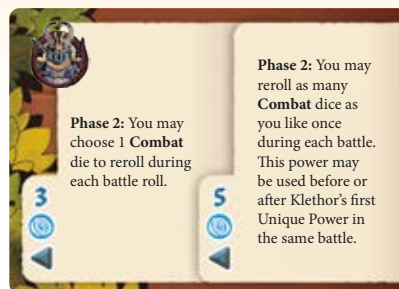 Phase 2: You may
choose 1 Combat
die to reroll during
each battle roll.
3
Phase 2: You may
reroll as many
Combat dice as
you like once
during each battle.
This power may
be used before or
after Klethor's first
Unique Power in
the same battle.
5